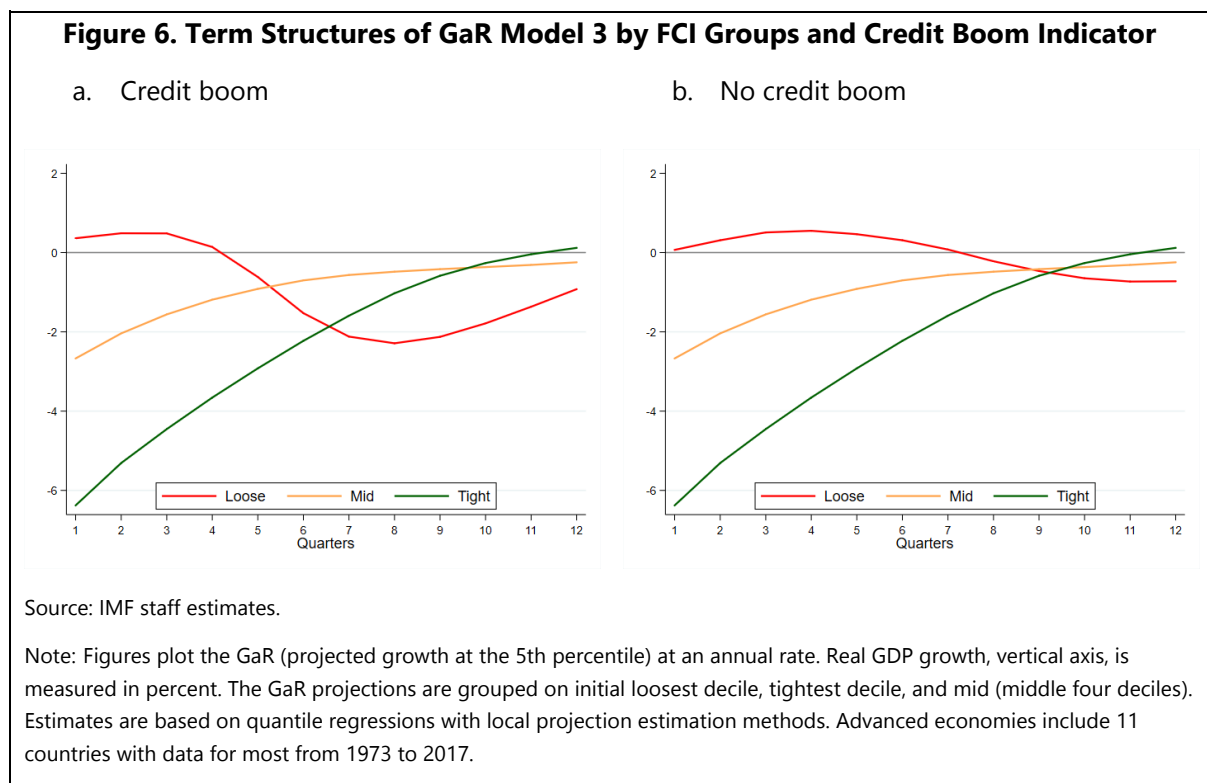 Figure 6. Term Structures of GaR Model 3 by FCI Groups and Credit Boom Indicator
a. Credit boom
b. No credit boom
2
0
-2
-4
-6
Loose Mid Tight
1 2 3 4 5 6 7 8 9 10 11 12
Quarters
2
0
-2
-4
-6
Loose Mid Tight
1 2 3 4 5 6 7 8 9 10 11 12
Quarters
Source: IMF staff estimates.
Note: Figures plot the GaR (projected growth at the 5th percentile) at an annual rate. Real GDP growth, vertical axis, is
measured in percent. The GaR projections are grouped on initial loosest decile, tightest decile, and mid (middle four deciles).
Estimates are based on quantile regressions with local projection estimation methods. Advanced economies include 11
countries with data for most from 1973 to 2017.